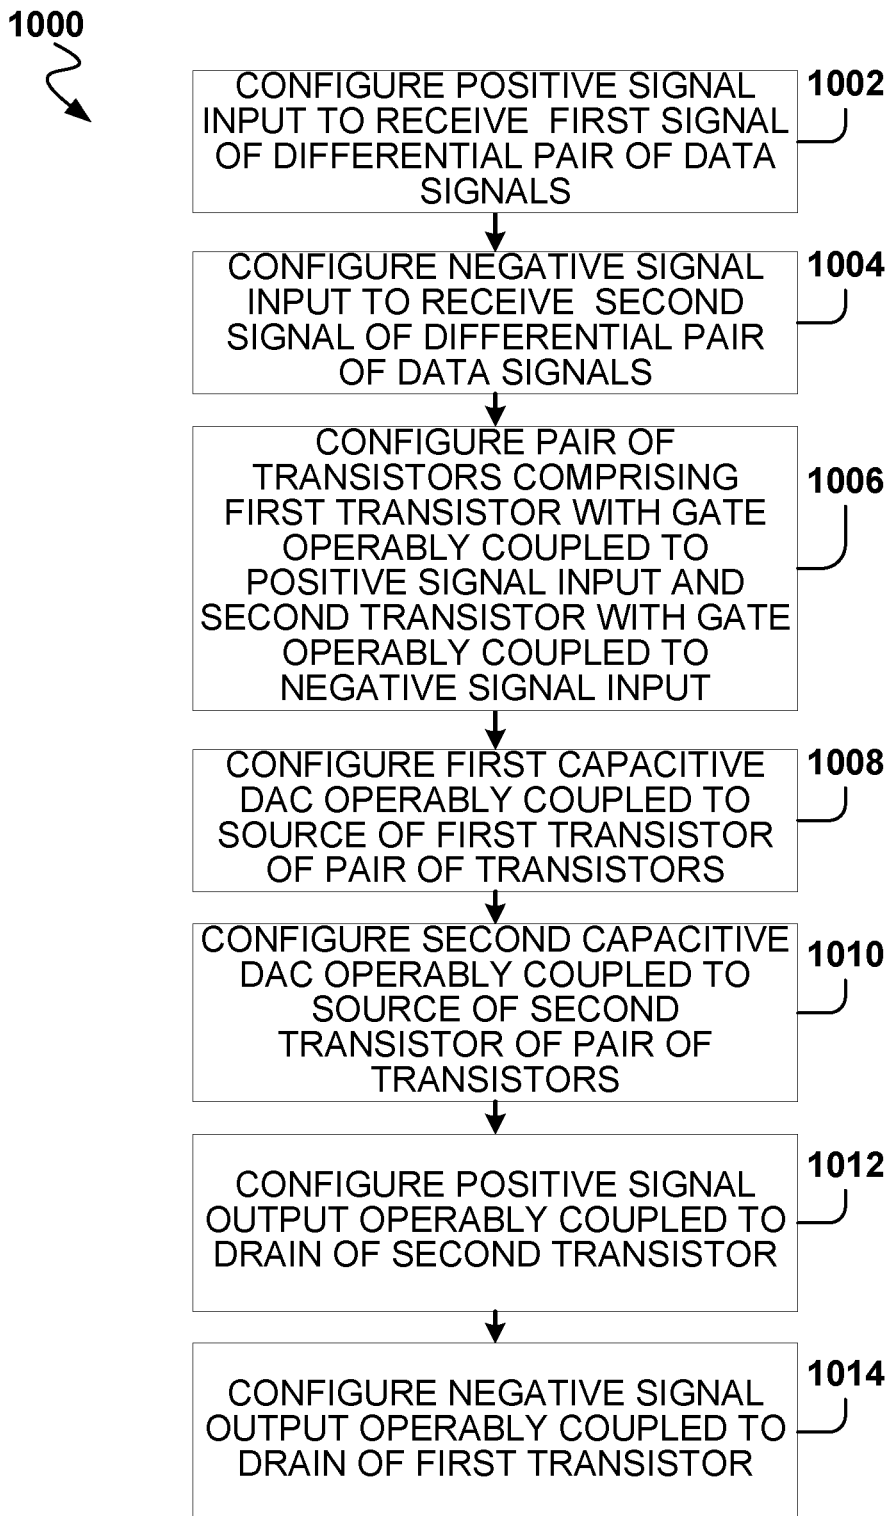 1000
CONFIGURE POSITIVE SIGNAL
INPUT TO RECEIVE FIRST SIGNAL
OF DIFFERENTIAL PAIR OF DATA
SIGNALS
1002
CONFIGURE NEGATIVE SIGNAL
INPUT TO RECEIVE SECOND
SIGNAL OF DIFFERENTIAL PAIR
OF DATA SIGNALS
1004
CONFIGURE PAIR OF
TRANSISTORS COMPRISING
FIRST TRANSISTOR WITH GATE
OPERABLY COUPLED TO
POSITIVE SIGNAL INPUT AND
SECOND TRANSISTOR WITH GATE
OPERABLY COUPLED TO
NEGATIVE SIGNAL INPUT
1006
CONFIGURE FIRST CAPACITIVE
DAC OPERABLY COUPLED TO
SOURCE OF FIRST TRANSISTOR
OF PAIR OF TRANSISTORS
1008
CONFIGURE SECOND CAPACITIVE
DAC OPERABLY COUPLED TO
SOURCE OF SECOND
TRANSISTOR OF PAIR OF
TRANSISTORS
1010
CONFIGURE POSITIVE SIGNAL
OUTPUT OPERABLY COUPLED TO
DRAIN OF SECOND TRANSISTOR
1012
CONFIGURE NEGATIVE SIGNAL
OUTPUT OPERABLY COUPLED TO
DRAIN OF FIRST TRANSISTOR
1014